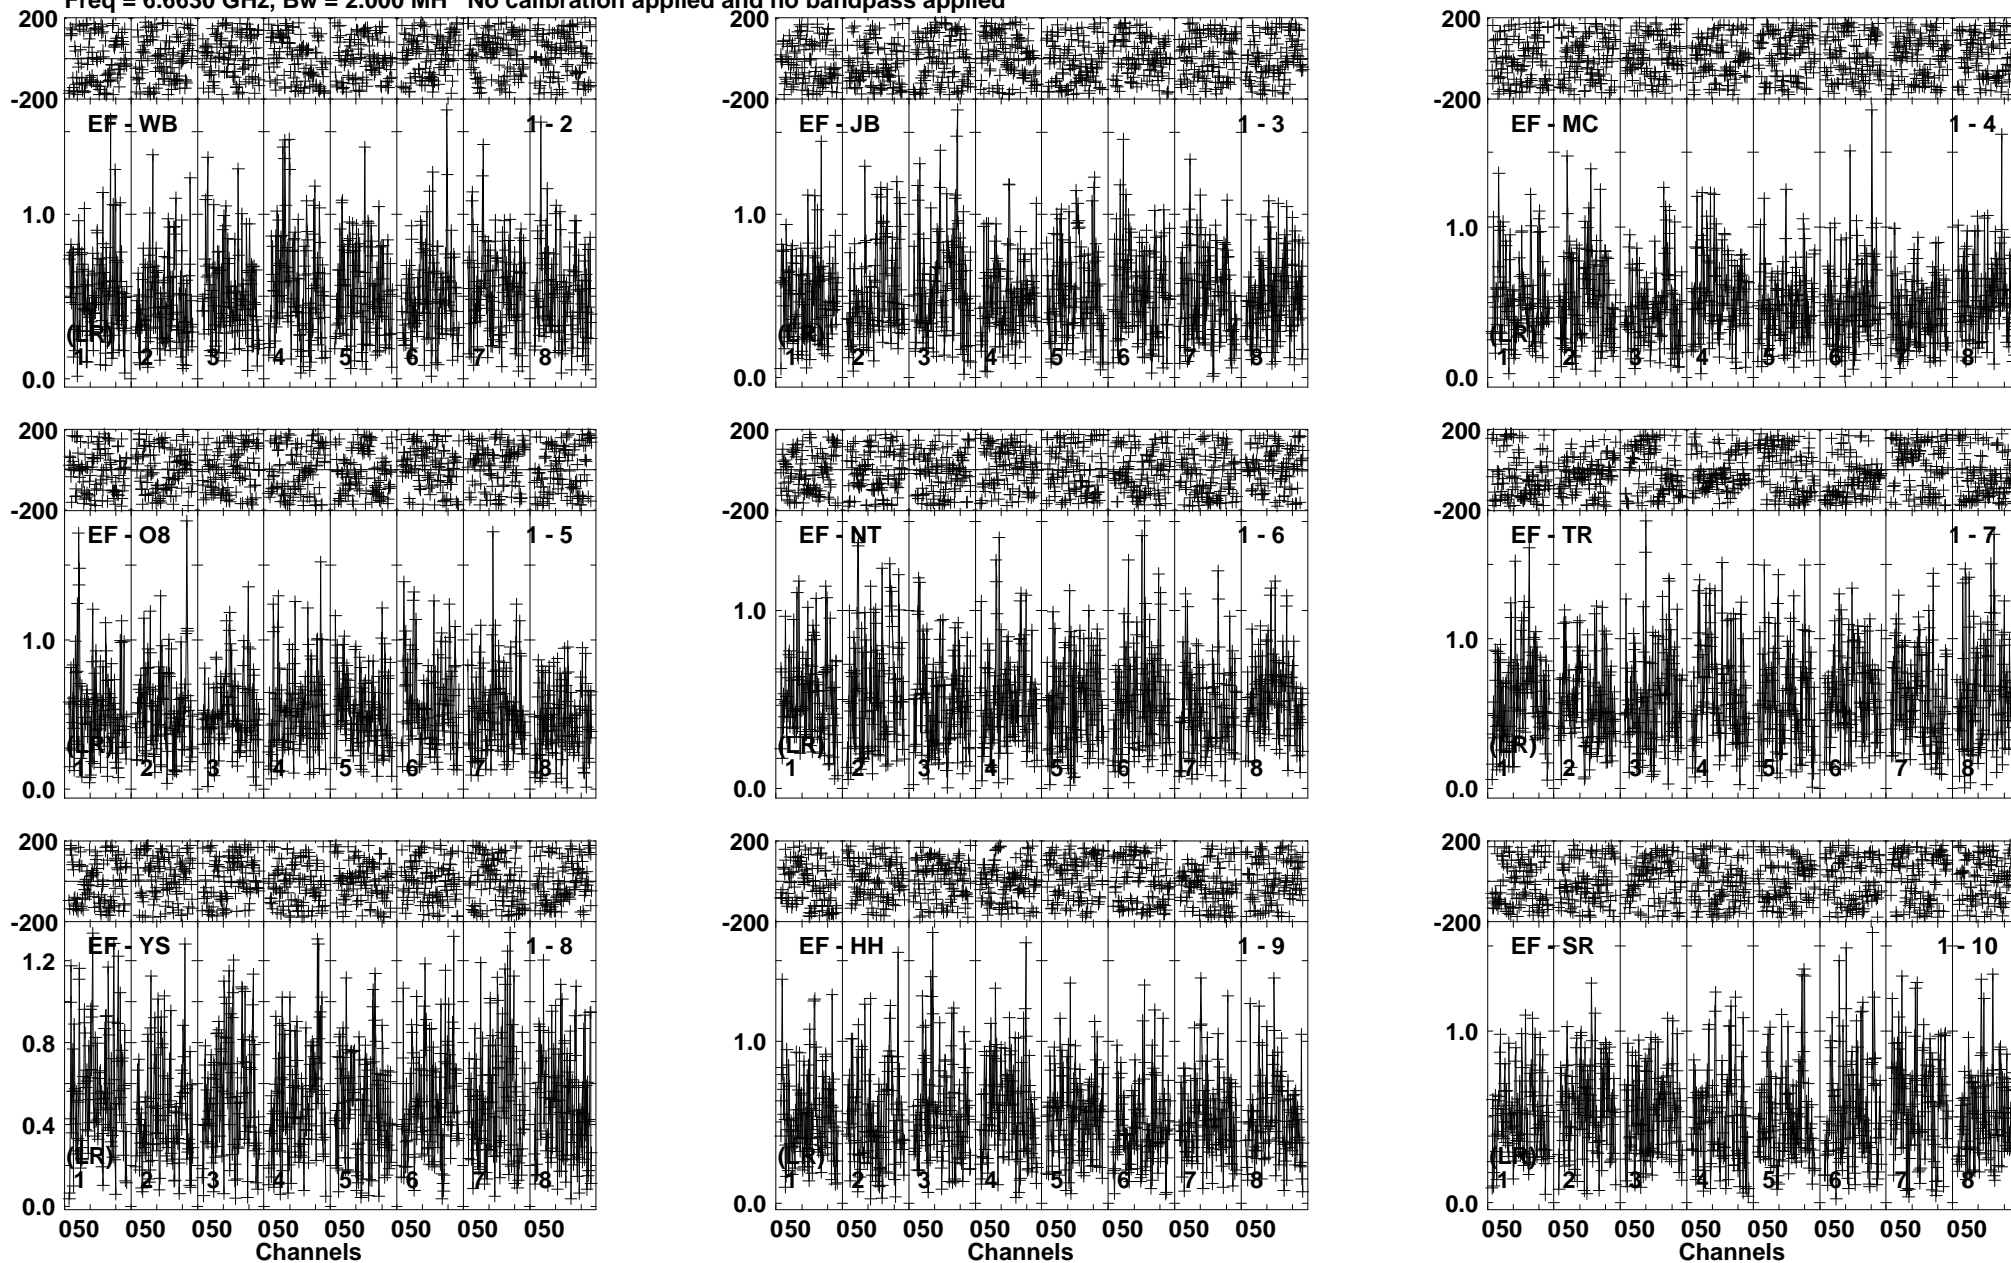 Freq = 6.6630 GHz, Bw = 2.000 MH No calibration applied and no bandpass applied
200
-200
EF - WB
1 - 2
1.0
0.0
(LR)
1 2 3 4 5 6 7 8
200
-200
EF - JB
1 - 3
1.0
0.0
(LR)
1 2 3 4 5 6 7 8
200
-200
EF - MC
1 - 4
1.0
0.0
(LR)
1 2 3 4 5 6 7 8
200
-200
EF - O8
1 - 5
1.0
0.0
(LR)
1 2 3 4 5 6 7 8
200
-200
EF - NT
1 - 6
1.0
0.0
(LR)
1 2 3 4 5 6 7 8
200
-200
EF - TR
1 - 7
1.0
0.0
(LR)
1 2 3 4 5 6 7 8
200
-200
EF - YS
1 - 8
1.2
0.8
0.4
0.0
(LR)
1 2 3 4 5 6 7 8
050 050 050 050 050 050 050 050
Channels
200
-200
EF - HH
1 - 9
1.0
0.0
(LR)
1 2 3 4 5 6 7 8
050 050 050 050 050 050 050 050
Channels
200
-200
EF - SR
1 - 10
1.0
0.0
(LR)
1 2 3 4 5 6 7 8
050 050 050 050 050 050 050 050
Channels